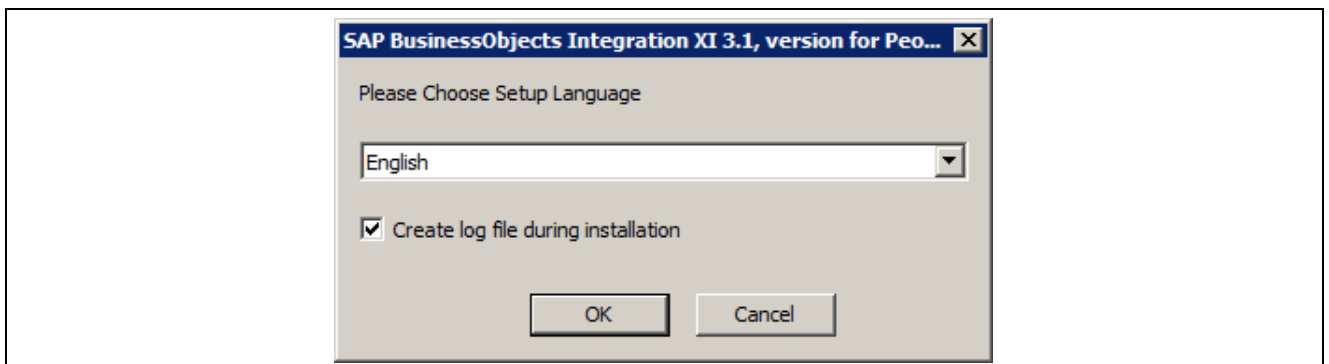 SAP BusinessObjects Integration XI 3.1, version for Peo...
Please Choose Setup Language
English
Create log file during installation
OK
Cancel